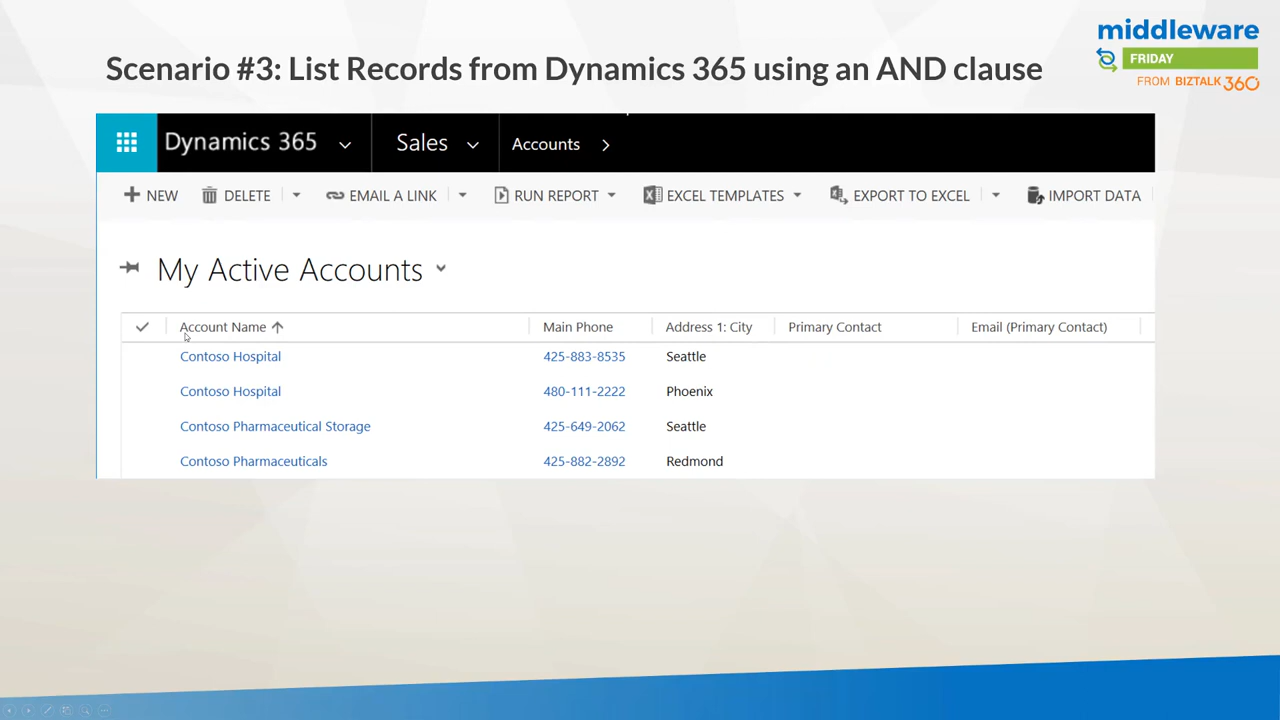 middleware
FRIDAY
FROM BIZTALK 360
Scenario #3: List Records from Dynamics 365 using an AND clause
Dynamics 365 Sales Accounts
NEW DELETE EMAIL A LINK RUN REPORT EXCEL TEMPLATES EXPORT TO EXCEL IMPORT DATA
My Active Accounts
Account Name Main Phone Address 1: City Primary Contact Email (Primary Contact)
Contoso Hospital 425-883-8535 Seattle
Contoso Hospital 480-111-2222 Phoenix
Contoso Pharmaceutical Storage 425-649-2062 Seattle
Contoso Pharmaceuticals 425-882-2892 Redmond